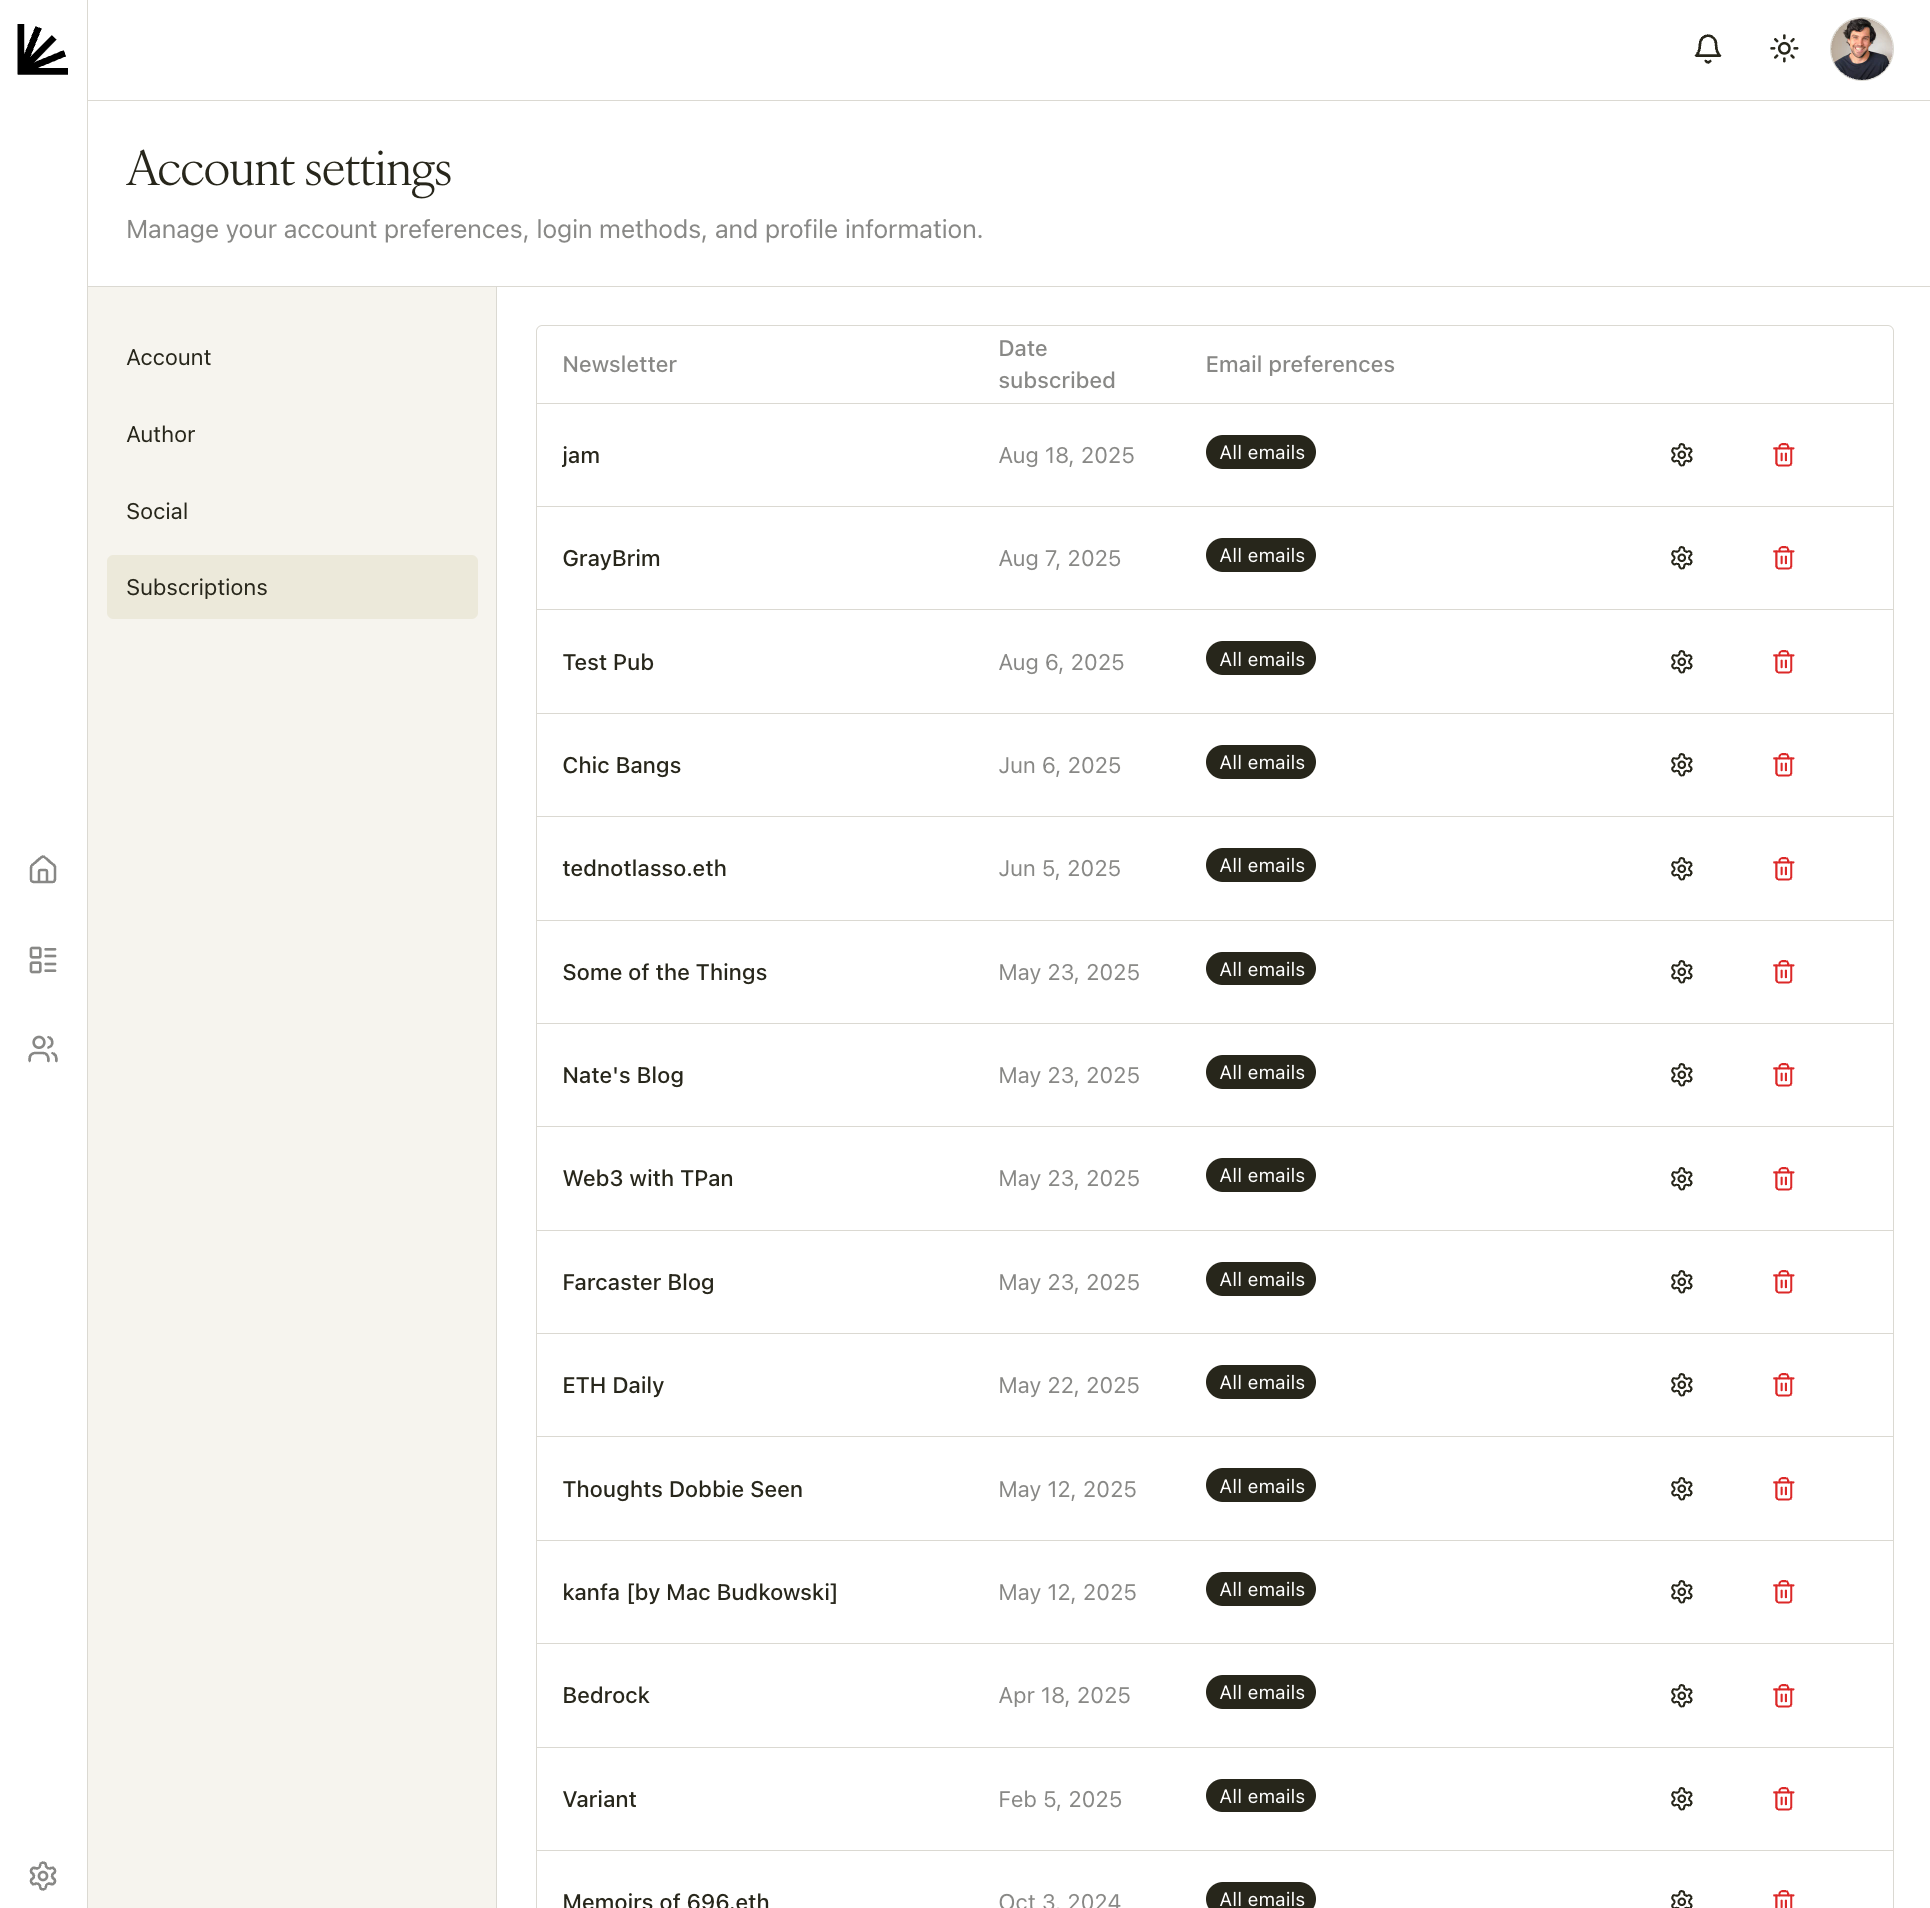 Account settings
Manage your account preferences, login methods, and profile information.
Account
Author
Social
Subscriptions
Newsletter Date subscribed Email preferences
jam Aug 18, 2025 All emails
GrayBrim Aug 7, 2025 All emails
Test Pub Aug 6, 2025 All emails
Chic Bangs Jun 6, 2025 All emails
tednotlasso.eth Jun 5, 2025 All emails
Some of the Things May 23, 2025 All emails
Nate's Blog May 23, 2025 All emails
Web3 with TPan May 23, 2025 All emails
Farcaster Blog May 23, 2025 All emails
ETH Daily May 22, 2025 All emails
Thoughts Dobbie Seen May 12, 2025 All emails
kanfa [by Mac Budkowski] May 12, 2025 All emails
Bedrock Apr 18, 2025 All emails
Variant Feb 5, 2025 All emails
Memoirs of 696.eth Oct 3, 2024 All emails